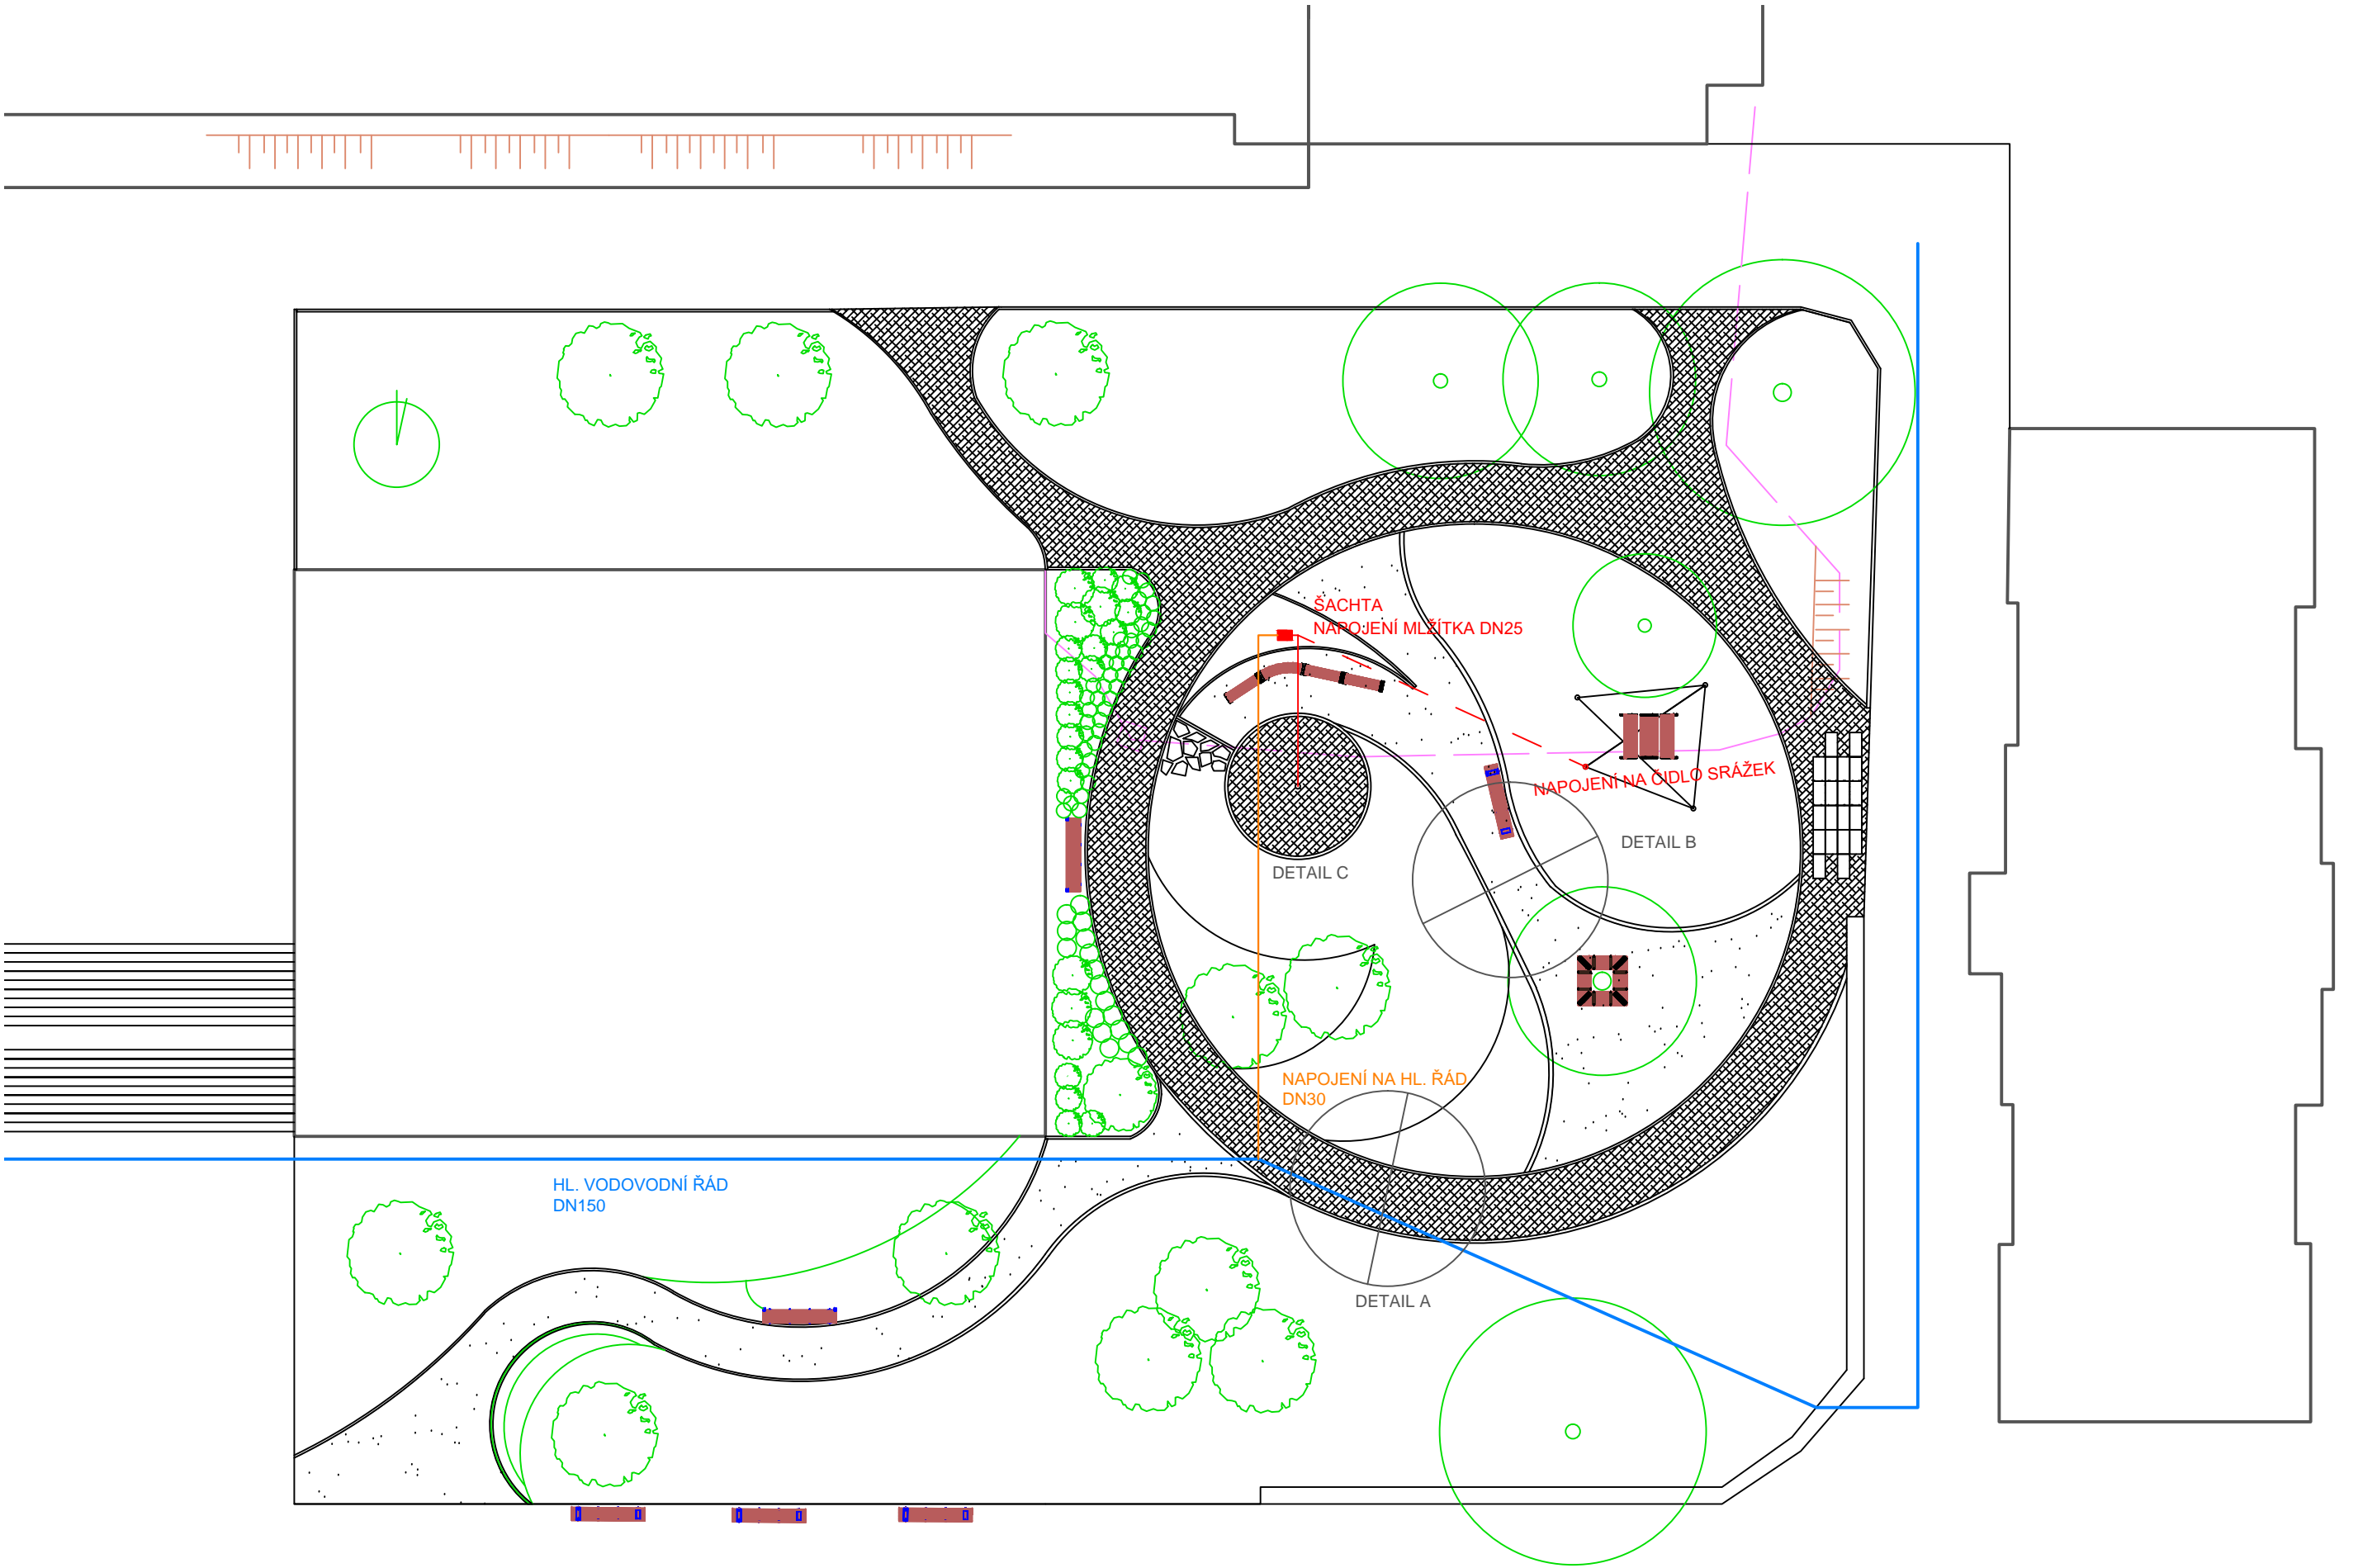 ŠACHTA
NAPOJENÍ MLŽÍTKA DN25
NAPOJENÍ NA ČIDLO SRÁŽEK
DETAIL B
DETAIL C
NAPOJENÍ NA HL. ŘÁD
DN30
HL. VODOVODNÍ ŘÁD
DN150
DETAIL A